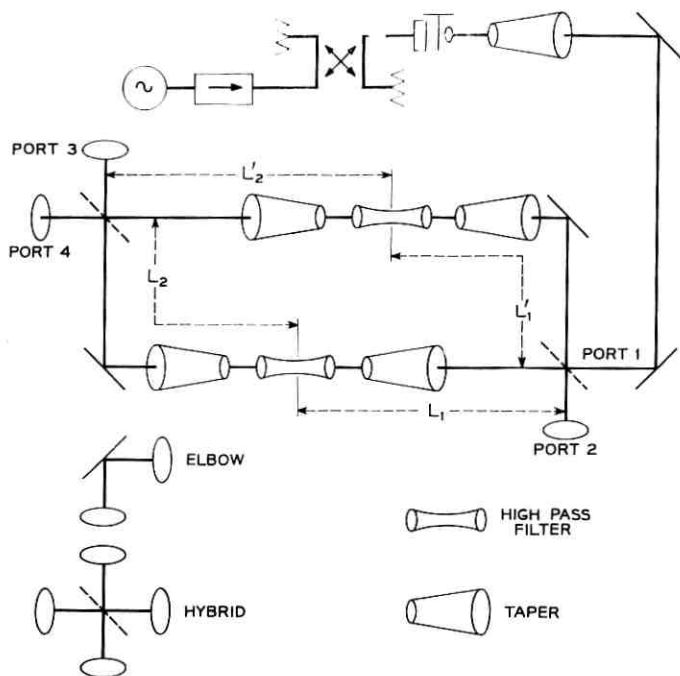 PORT 3
L'₂
PORT 4
L₂
L'₁
PORT 1
L₁
PORT 2
ELBOW
HIGH PASS
FILTER
HYBRID
TAPER